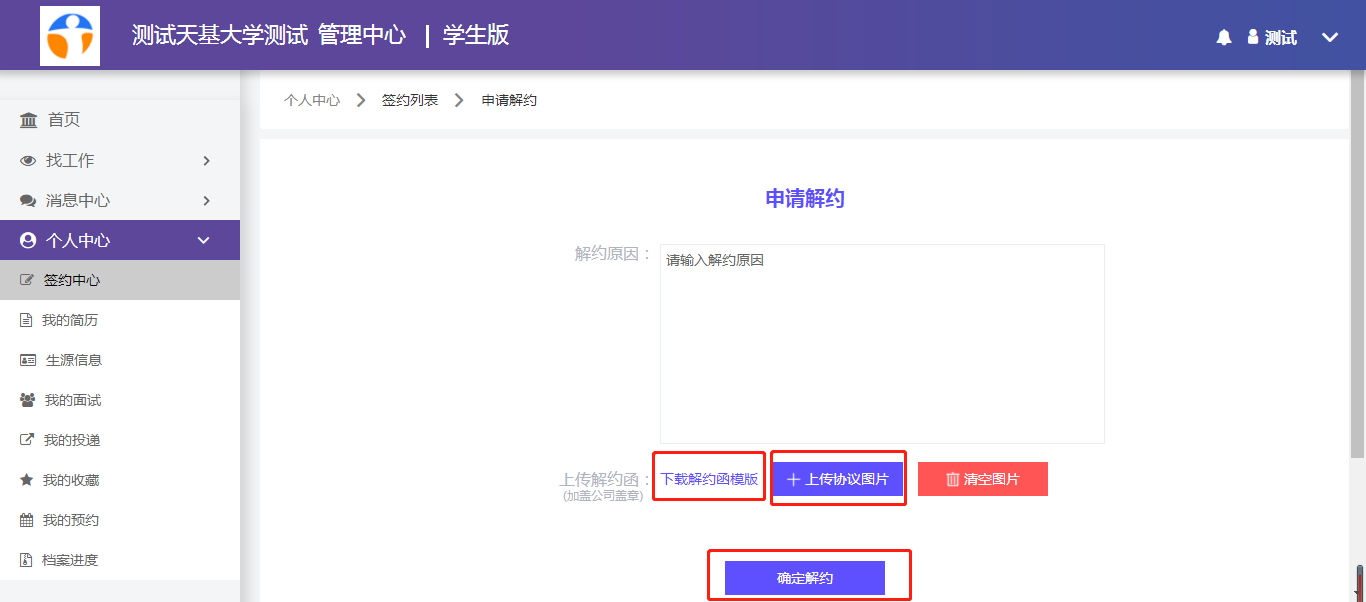 测试天基大学测试 管理中心 | 学生版
测试
首页
找工作
消息中心
个人中心
签约中心
我的简历
生源信息
我的面试
我的投递
我的收藏
我的预约
档案进度
个人中心 签约列表 申请解约
申请解约
解约原因：
请输入解约原因
上传解约函：
(加盖公司盖章)
下载解约函模版
上传协议图片
清空图片
确定解约